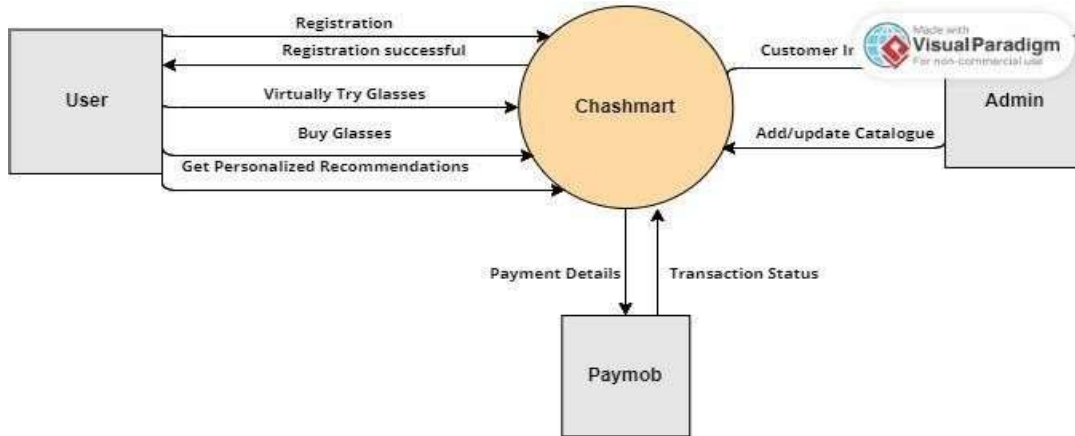 Registration
Registration successful
User
Virtually Try Glasses
Buy Glasses
Get Personalized Recommendations
Chashmart
Customer
Made with
Visual Paradigm
For non-commercial use
Admin
Add/update Catalogue
Payment Details
Transaction Status
Paymob